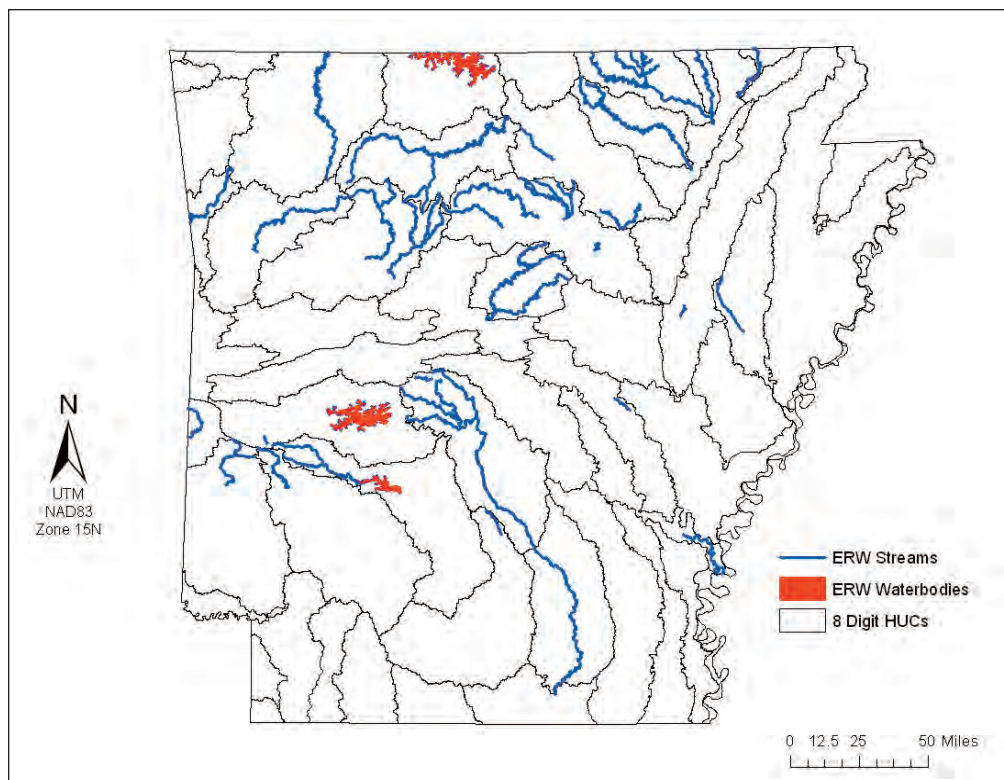 N
UTM
NAD83
Zone 15N
ERW Streams
ERW Waterbodies
8 Digit HUCs
0 12.5 25 50 Miles